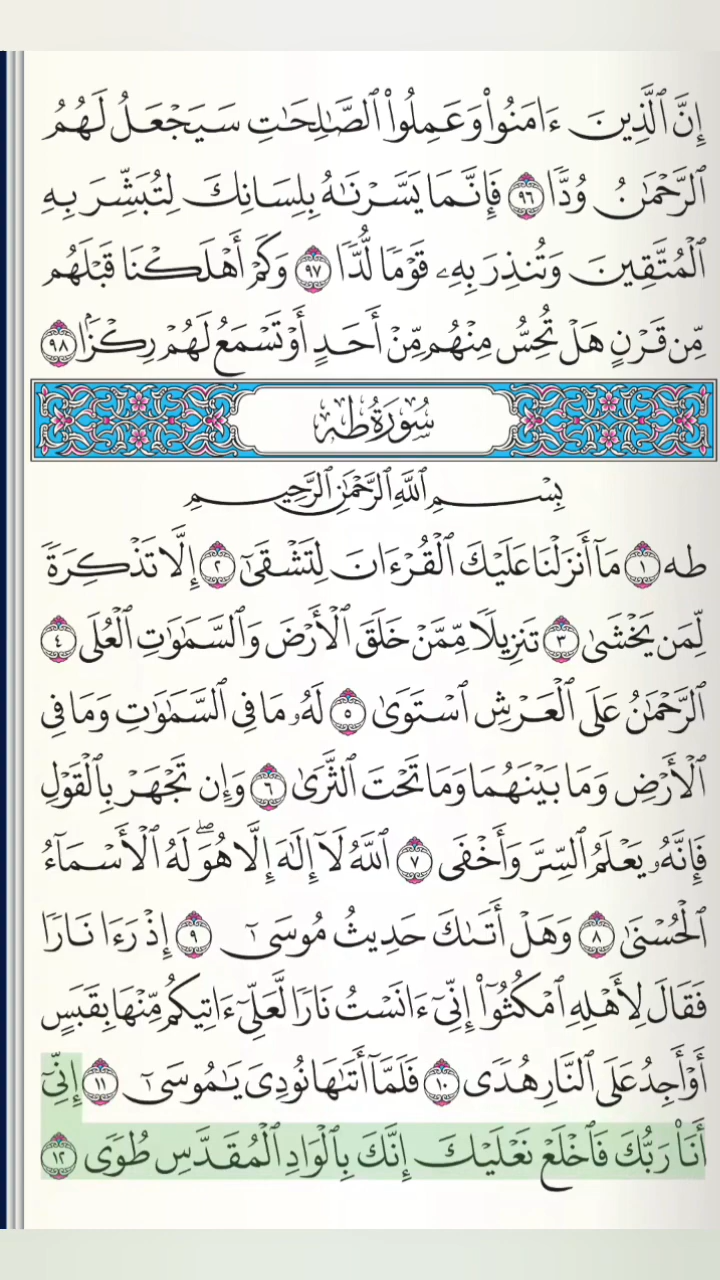 إِنَّ ٱلَّذِينَ ءَامَنُوا۟ وَعَمِلُوا۟ ٱلصَّـٰلِحَـٰتِ سَيَجْعَلُ لَهُمُ
ٱلرَّحْمَـٰنُ وُدًّا ٩٦ فَإِنَّمَا يَسَّرْنَـٰهُ بِلِسَانِكَ لِتُبَشِّرَ بِهِ
ٱلْمُتَّقِينَ وَتُنذِرَ بِهِۦ قَوْمًا لُّدًّا ٩٧ وَكَمْ أَهْلَكْنَا قَبْلَهُم
مِّن قَرْنٍ هَلْ تُحِسُّ مِنْهُم مِّنْ أَحَدٍ أَوْ تَسْمَعُ لَهُمْ رِكْزًۢا ٩٨
سُورَةُ طه
بِسْمِ ٱللَّهِ ٱلرَّحْمَـٰنِ ٱلرَّحِيمِ
طه ١ مَآ أَنزَلْنَا عَلَيْكَ ٱلْقُرْءَانَ لِتَشْقَىٰٓ ٢ إِلَّا تَذْكِرَةً
لِّمَن يَخْشَىٰ ٣ تَنزِيلًا مِّمَّنْ خَلَقَ ٱلْأَرْضَ وَٱلسَّمَـٰوَٰتِ ٱلْعُلَى ٤
ٱلرَّحْمَـٰنُ عَلَى ٱلْعَرْشِ ٱسْتَوَىٰ ٥ لَهُۥ مَا فِى ٱلسَّمَـٰوَٰتِ وَمَا فِى
ٱلْأَرْضِ وَمَا بَيْنَهُمَا وَمَا تَحْتَ ٱلثَّرَىٰ ٦ وَإِن تَجْهَرْ بِٱلْقَوْلِ
فَإِنَّهُۥ يَعْلَمُ ٱلسِّرَّ وَأَخْفَى ٧ ٱللَّهُ لَآ إِلَـٰهَ إِلَّا هُوَ ۖ لَهُ ٱلْأَسْمَآءُ
ٱلْحُسْنَىٰ ٨ وَهَلْ أَتَىٰكَ حَدِيثُ مُوسَىٰٓ ٩ إِذْ رَءَا نَارًا
فَقَالَ لِأَهْلِهِ ٱمْكُثُوٓا۟ إِنِّىٓ ءَانَسْتُ نَارًا لَّعَلِّىٓ ءَاتِيكُم مِّنْهَا بِقَبَسٍ
أَوْ أَجِدُ عَلَى ٱلنَّارِ هُدًى ١٠ فَلَمَّآ أَتَىٰهَا نُودِىَ يَـٰمُوسَىٰٓ ١١ إِنِّىٓ
أَنَا۠ رَبُّكَ فَٱخْلَعْ نَعْلَيْكَ إِنَّكَ بِٱلْوَادِ ٱلْمُقَدَّسِ طُوًى ١٢